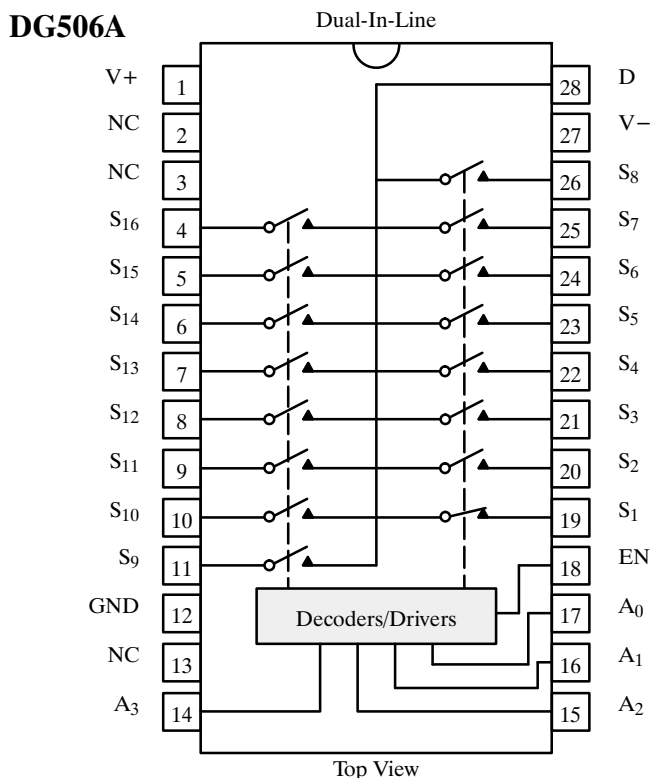 DG506A
Dual-In-Line
V+ 1 28 D
NC 2 27 V−
NC 3 26 S8
S16 4 25 S7
S15 5 24 S6
S14 6 23 S5
S13 7 22 S4
S12 8 21 S3
S11 9 20 S2
S10 10 19 S1
S9 11 18 EN
GND 12 Decoders/Drivers 17 A0
NC 13 16 A1
A3 14 15 A2
Top View